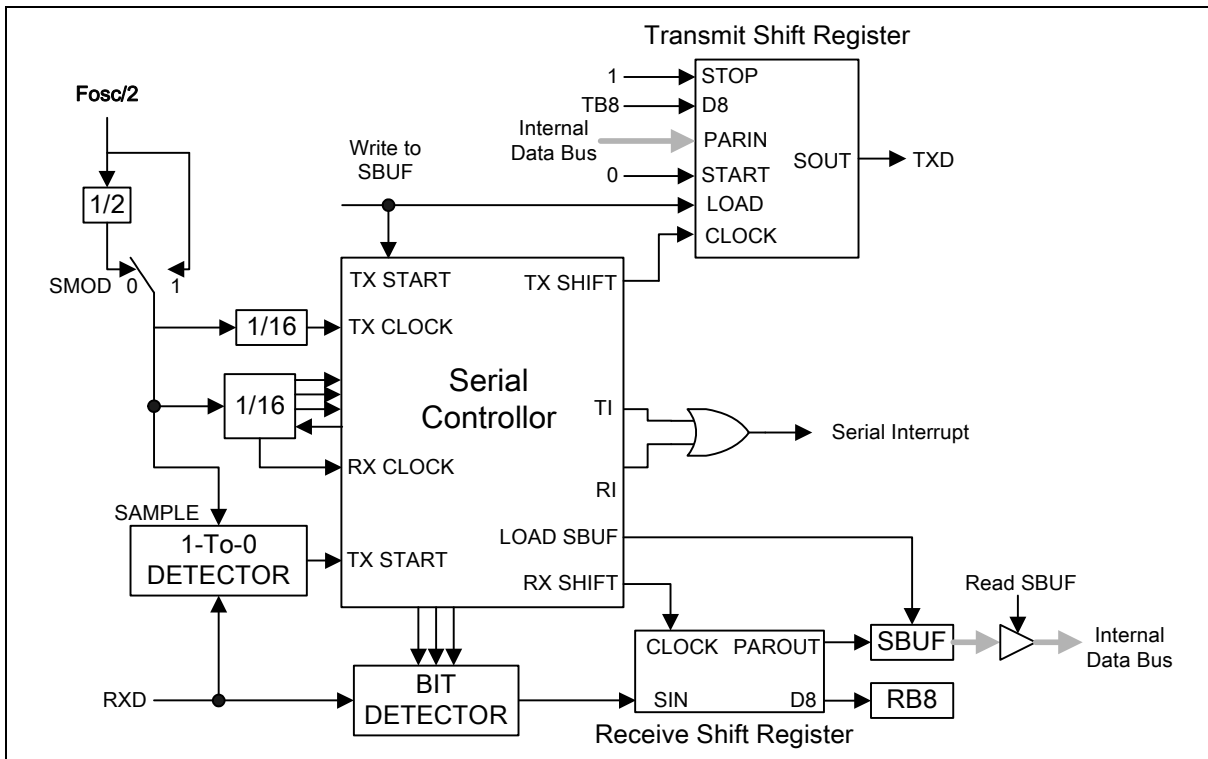 Transmit Shift Register
1
STOP
TB8
D8
Internal
Data Bus
PARIN
SOUT
TXD
0
START
LOAD
CLOCK
Fosc/2
1/2
SMOD
0
1
Write to
SBUF
TX START
TX SHIFT
1/16
TX CLOCK
1/16
Serial
Controllor
TI
Serial Interrupt
RX CLOCK
RI
SAMPLE
1-To-0
DETECTOR
TX START
LOAD SBUF
RX SHIFT
Read SBUF
CLOCK
PAROUT
SBUF
Internal
Data Bus
RXD
BIT
DETECTOR
SIN
D8
RB8
Receive Shift Register